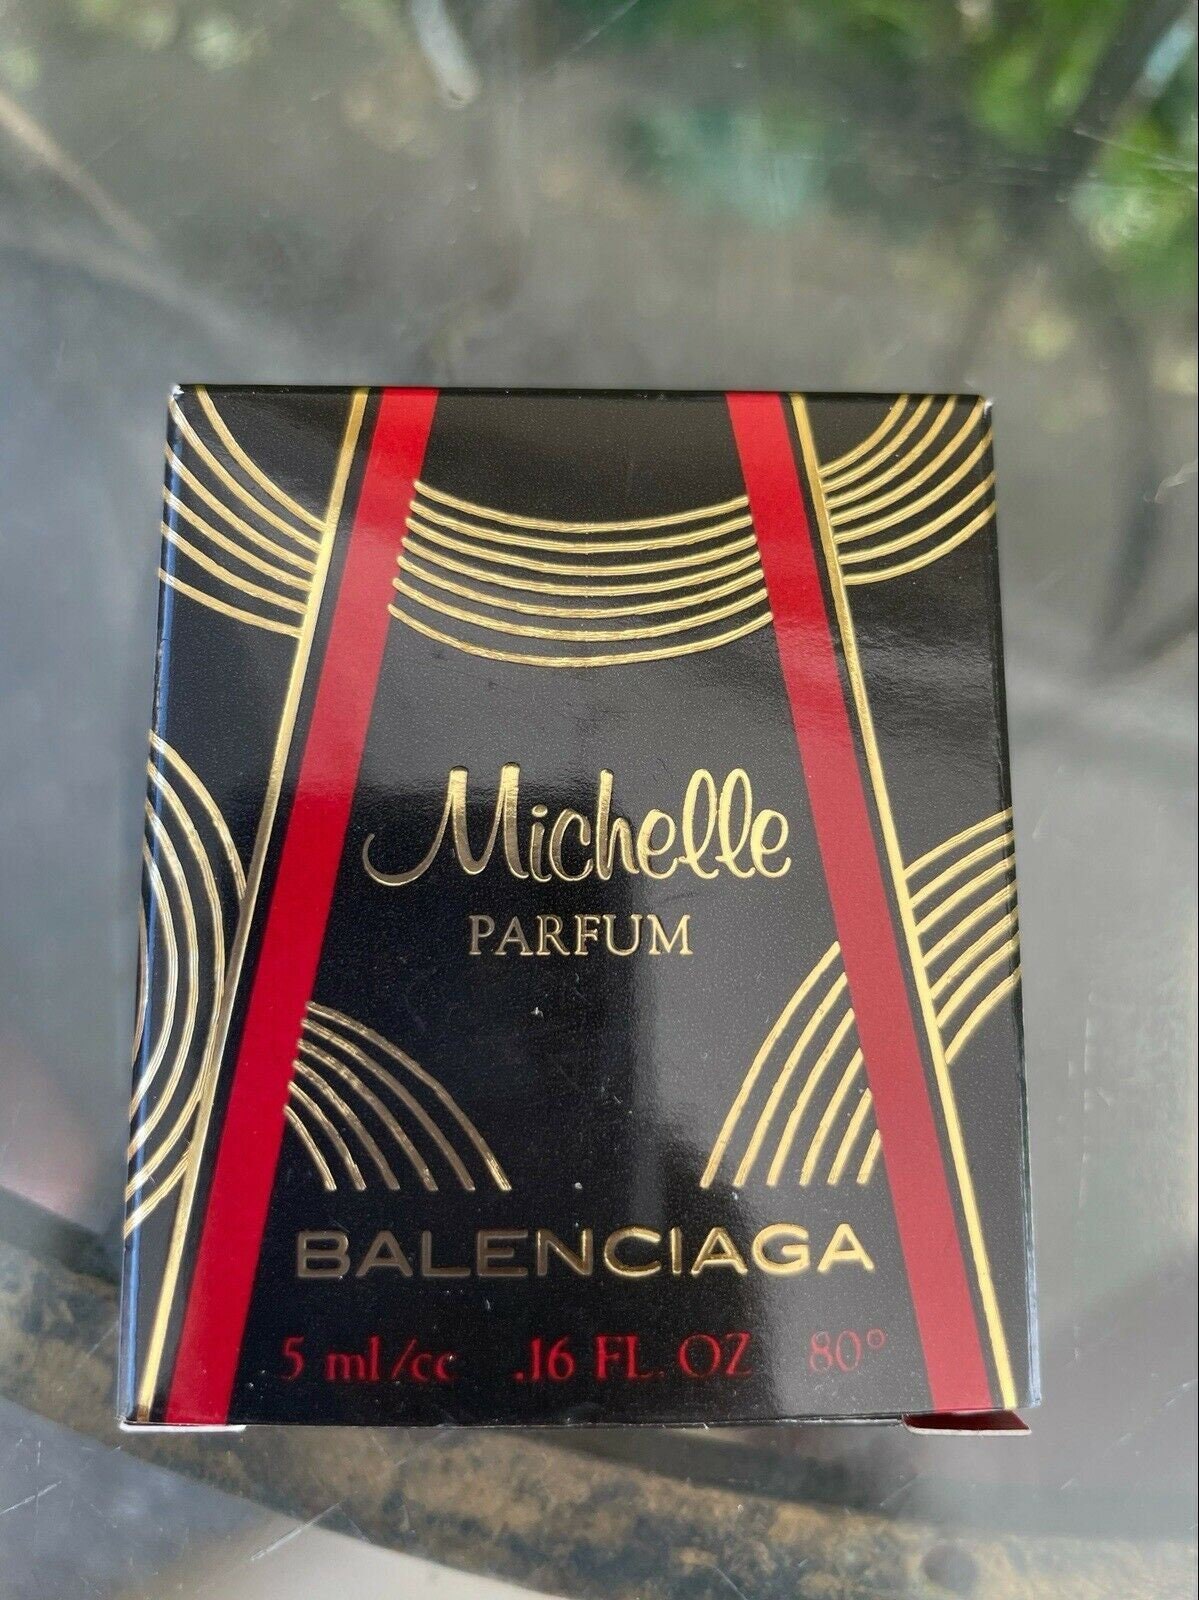 Michelle
PARFUM
BALENCIAGA
5 ml/cc .16 FL. OZ 80°